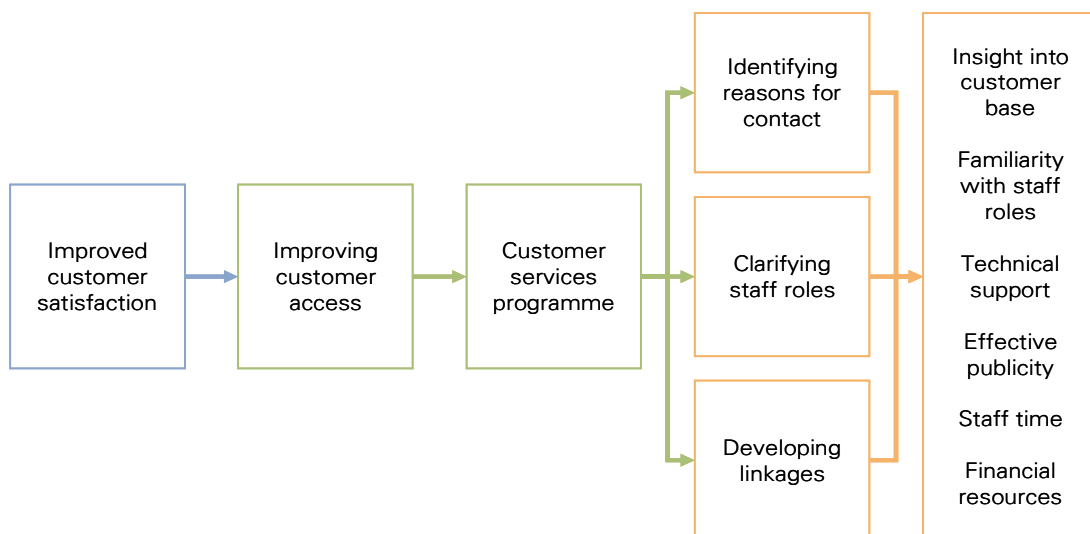 Improved
customer
satisfaction
Improving
customer
access
Customer
services
programme
Identifying
reasons for
contact
Clarifying
staff roles
Developing
linkages
Insight into
customer
base
Familiarity
with staff
roles
Technical
support
Effective
publicity
Staff time
Financial
resources